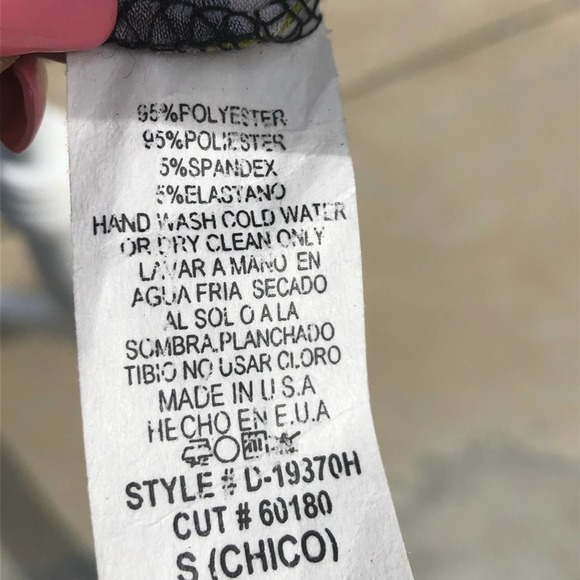 95%POLYESTER
95%POLIESTER
5%SPANDEX
5%ELASTANO
HAND WASH COLD WATER
OR DRY CLEAN ONLY
LAVAR A MANO EN
AGUA FRIA SECADO
AL SOL O A LA
SOMBRA.PLANCHADO
TIBIO NO USAR CLORO
MADE IN U.S.A
HECHO EN E.U.A
STYLE # D-19370H
CUT # 60180
S (CHICO)